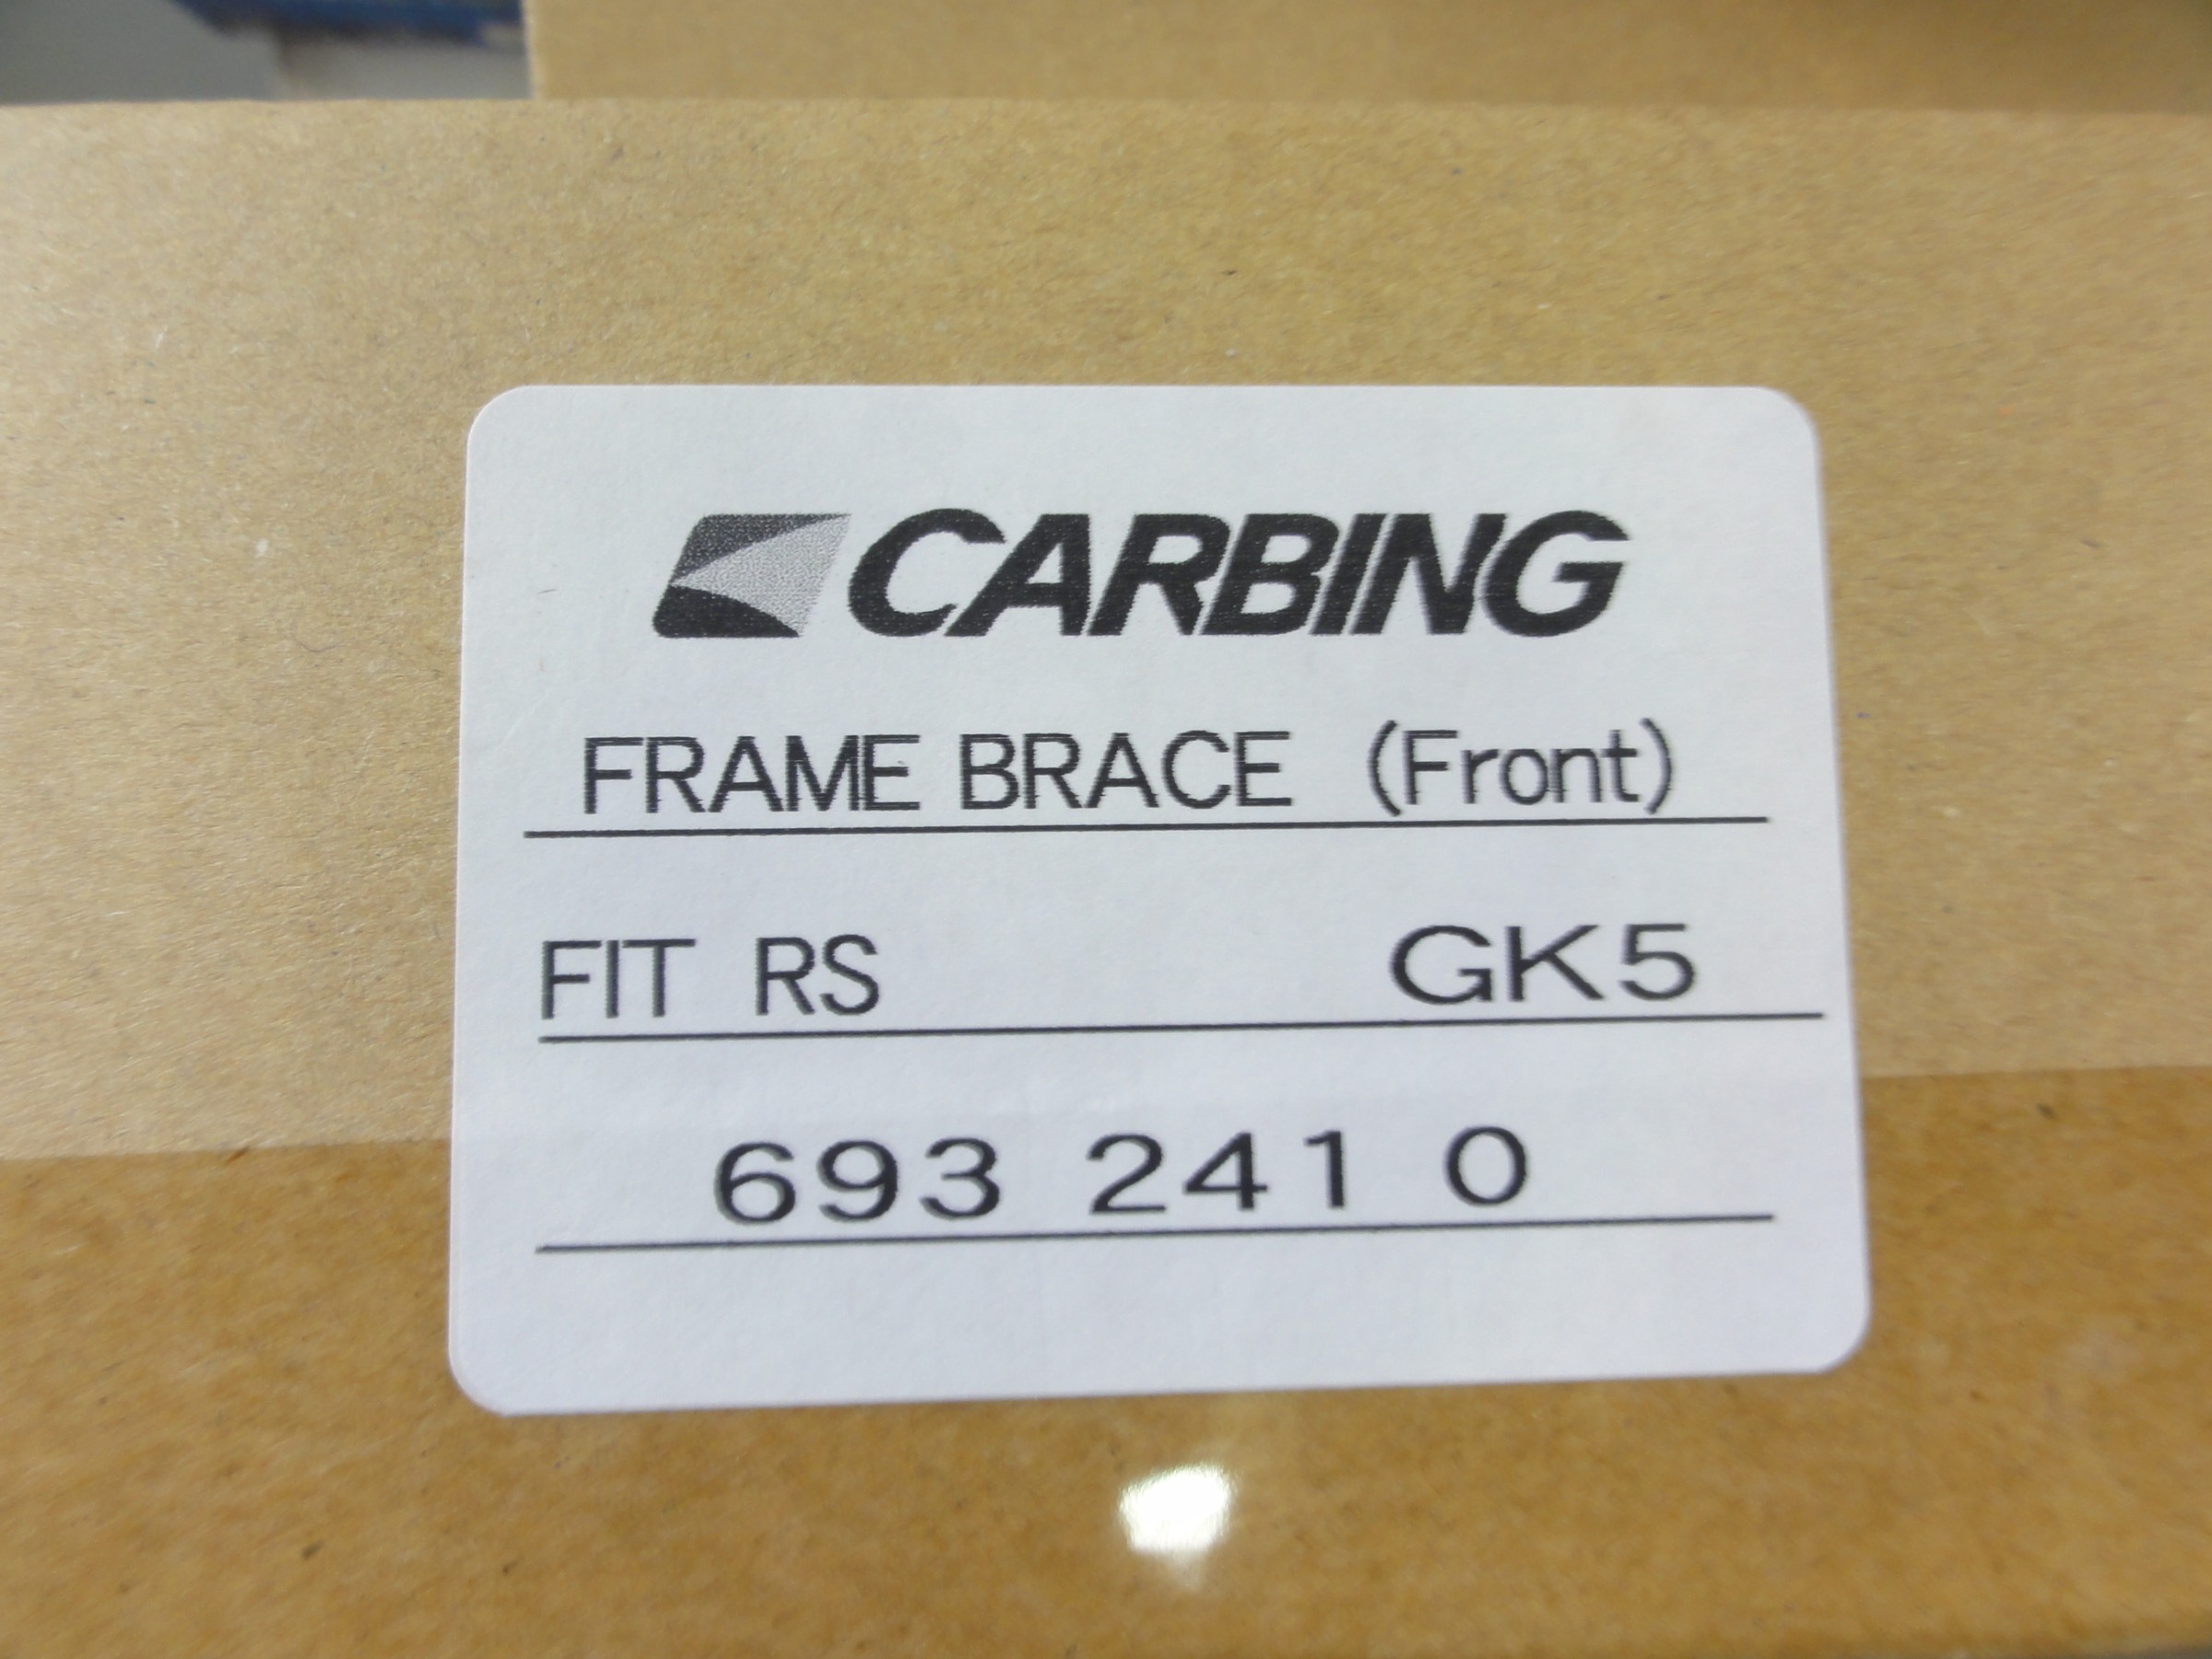 CARBING
FRAME BRACE (Front)
FIT RS GK5
693 241 0